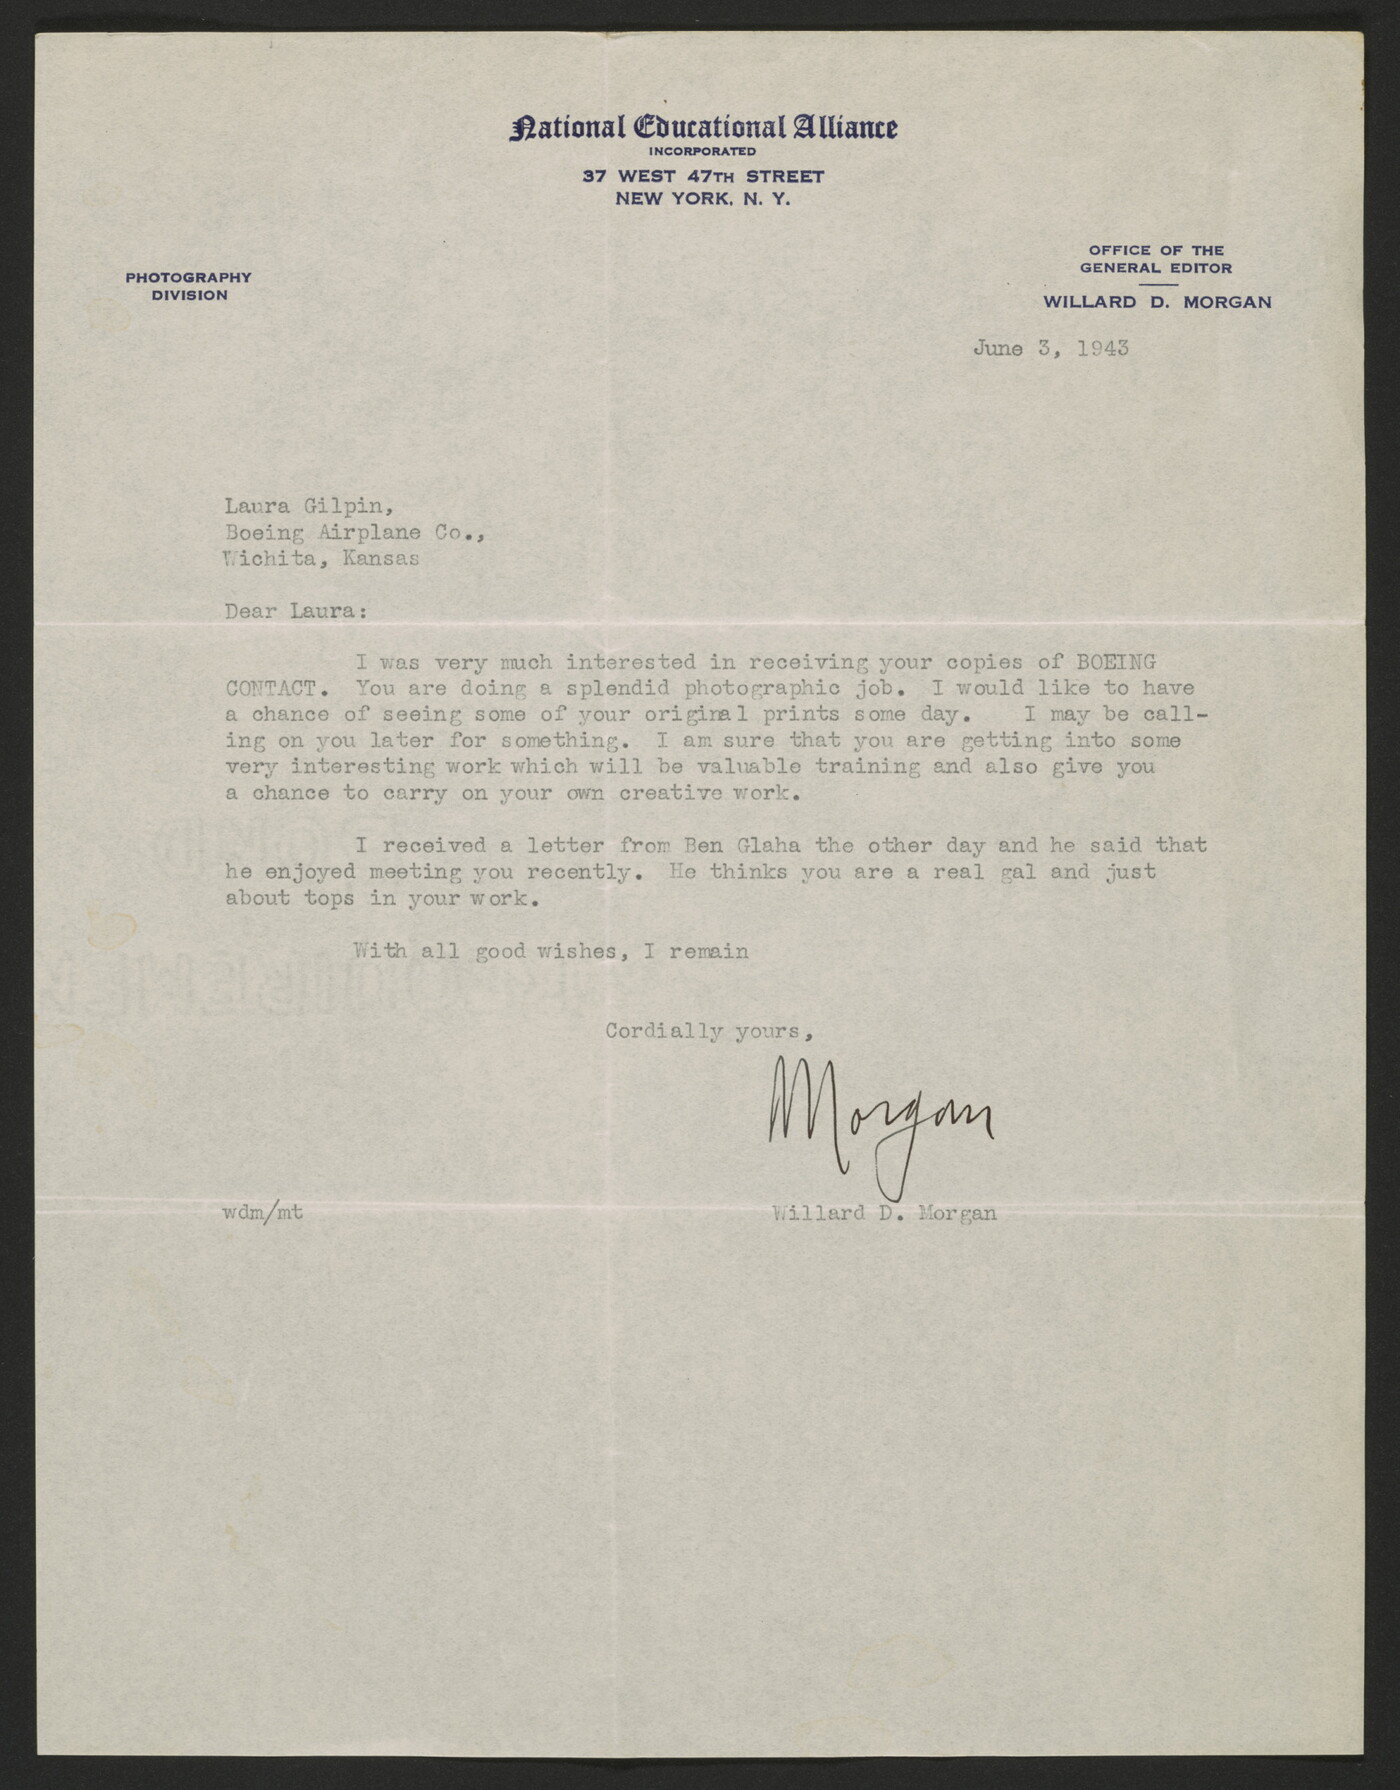 National Educational Alliance
INCORPORATED
37 WEST 47TH STREET
NEW YORK, N. Y.
PHOTOGRAPHY
DIVISION
OFFICE OF THE
GENERAL EDITOR
WILLARD D. MORGAN
June 3, 1943
Laura Gilpin,
Boeing Airplane Co.,
Wichita, Kansas
Dear Laura:
I was very much interested in receiving your copies of BOEING
CONTACT. You are doing a splendid photographic job. I would like to have
a chance of seeing some of your original prints some day. I may be call-
ing on you later for something. I am sure that you are getting into some
very interesting work which will be valuable training and also give you
a chance to carry on your own creative work.
I received a letter from Ben Glaha the other day and he said that
he enjoyed meeting you recently. He thinks you are a real gal and just
about tops in your work.
With all good wishes, I remain
Cordially yours,
Morgan
wdm/mt
Willard D. Morgan